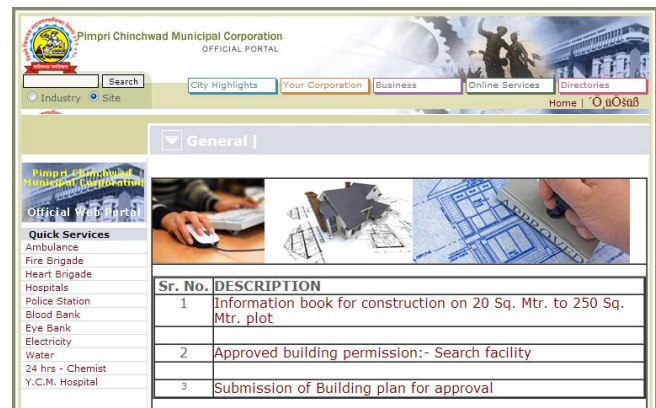 Pimpri Chinchwad Municipal Corporation
OFFICIAL PORTAL
Search
Industry Site
City Highlights Your Corporation Business Online Services Directories
Home | ´Ö¸üÖšüß
General |
Pimpri Chinchwad
Municipal Corporation
Official Web Portal
APPROVED
Quick Services
Ambulance
Fire Brigade
Heart Brigade
Hospitals
Police Station
Blood Bank
Eye Bank
Electricity
Water
24 hrs - Chemist
Y.C.M. Hospital
Sr. No. DESCRIPTION
1 Information book for construction on 20 Sq. Mtr. to 250 Sq.
Mtr. plot
2 Approved building permission:- Search facility
3 Submission of Building plan for approval